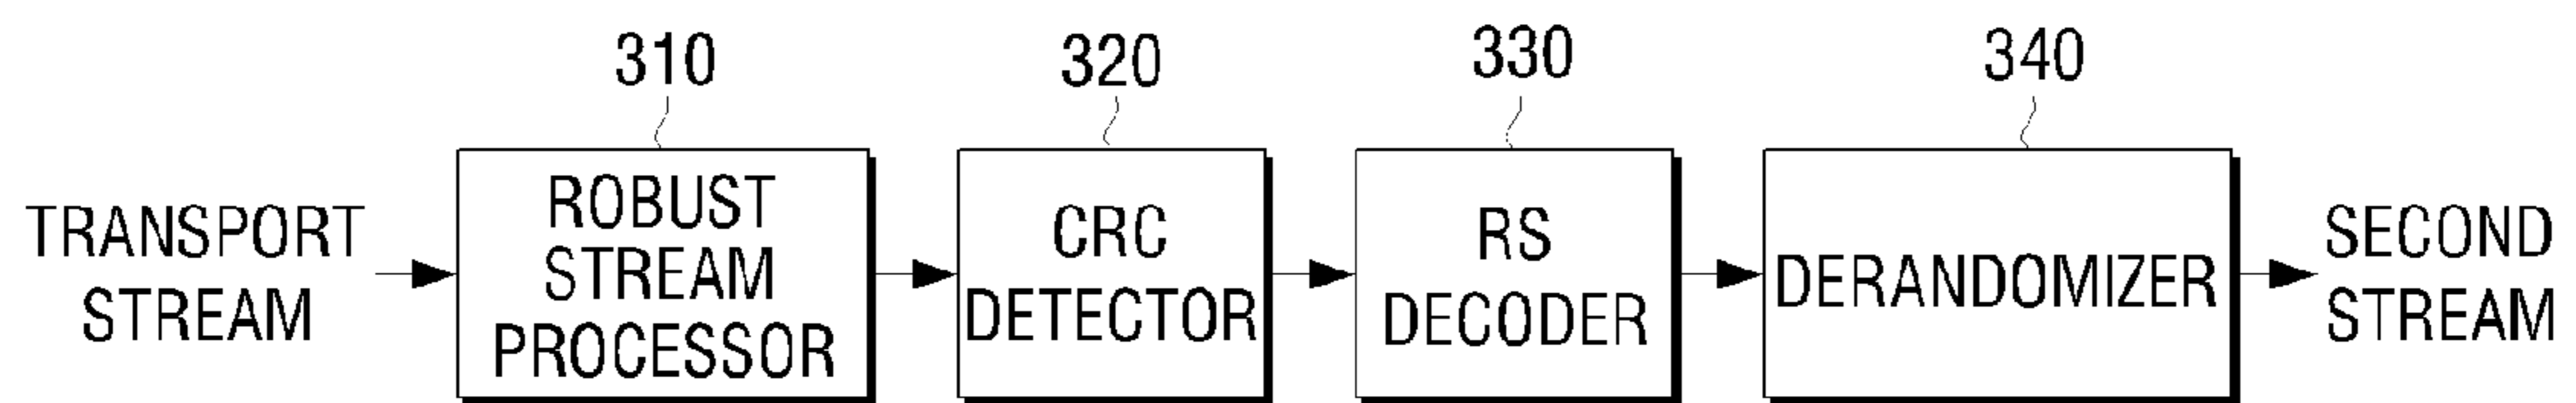 310
320
330
340
TRANSPORT
STREAM
ROBUST
STREAM
PROCESSOR
CRC
DETECTOR
RS
DECODER
DERANDOMIZER
SECOND
STREAM